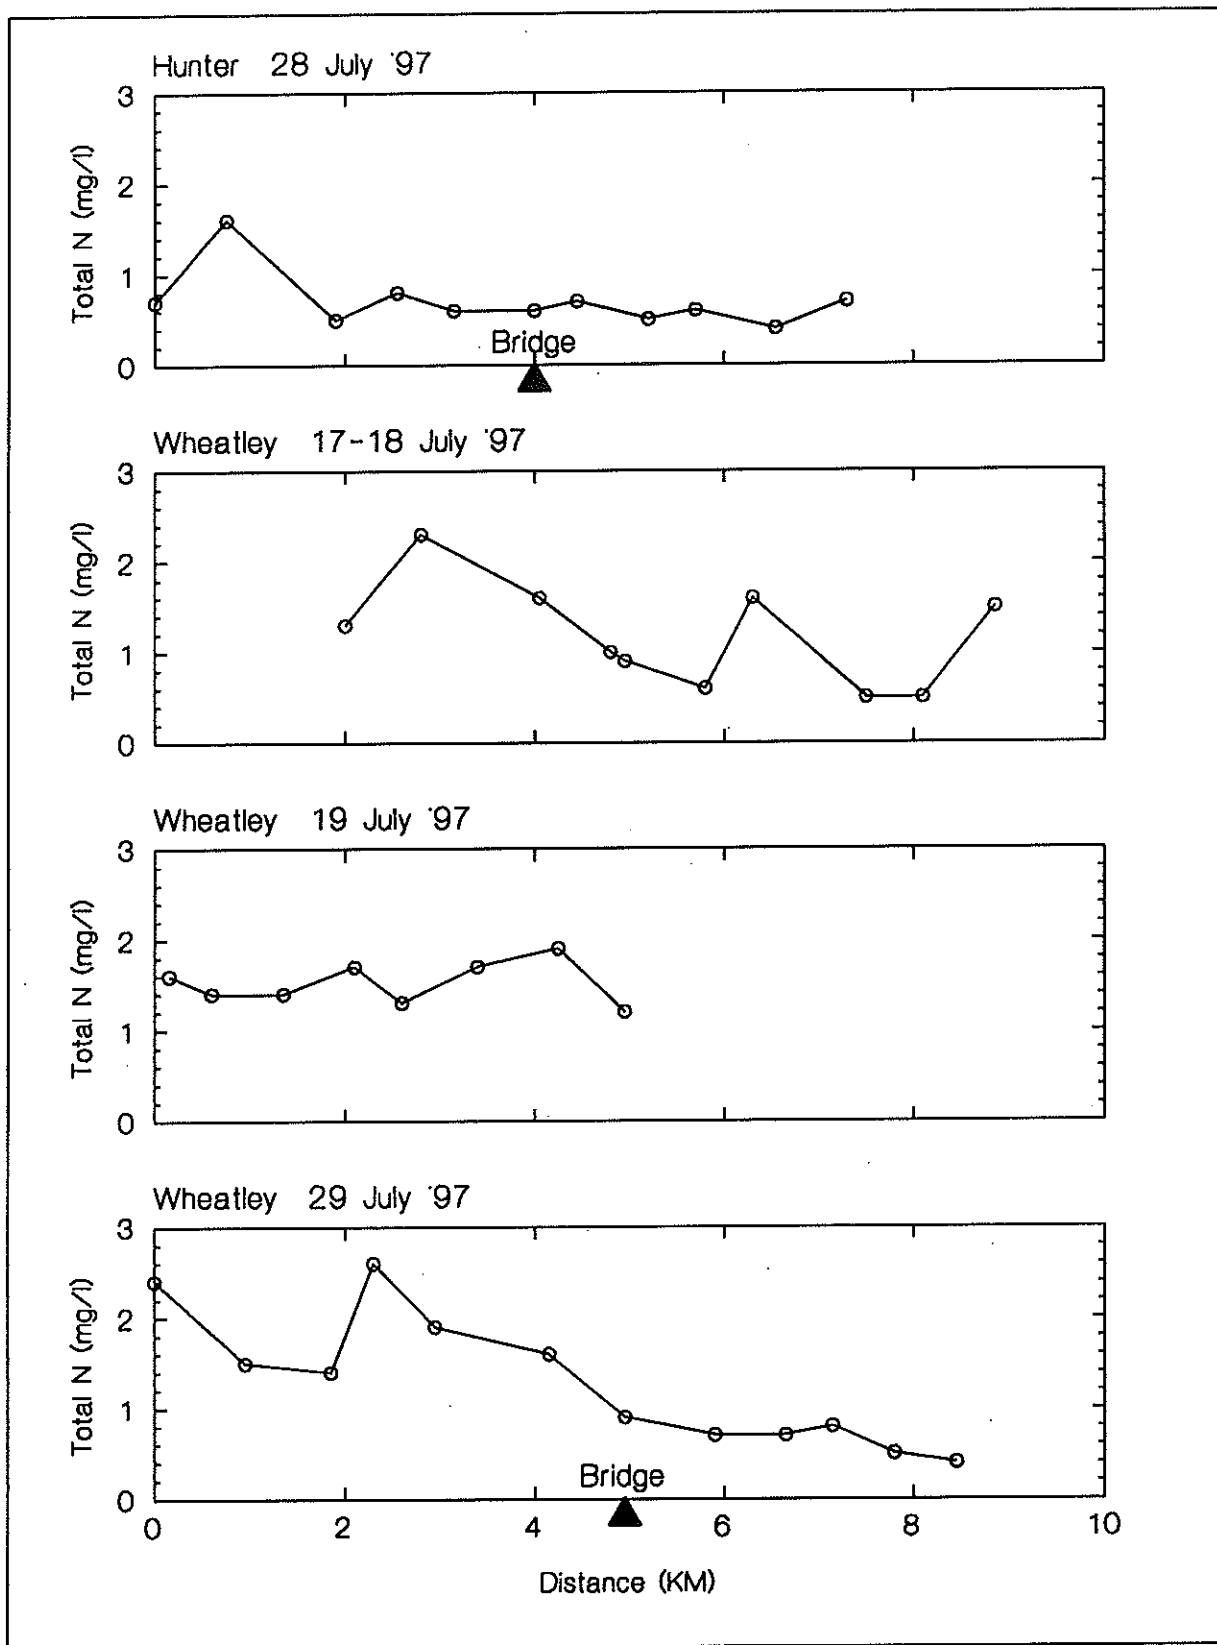 Hunter 28 July '97
3
2
1
0
Total N (mg/l)
Bridge
Wheatley 17-18 July '97
3
2
1
0
Total N (mg/l)
Wheatley 19 July '97
3
2
1
0
Total N (mg/l)
Wheatley 29 July '97
3
2
1
0
Total N (mg/l)
Bridge
0 2 4 6 8 10
Distance (KM)